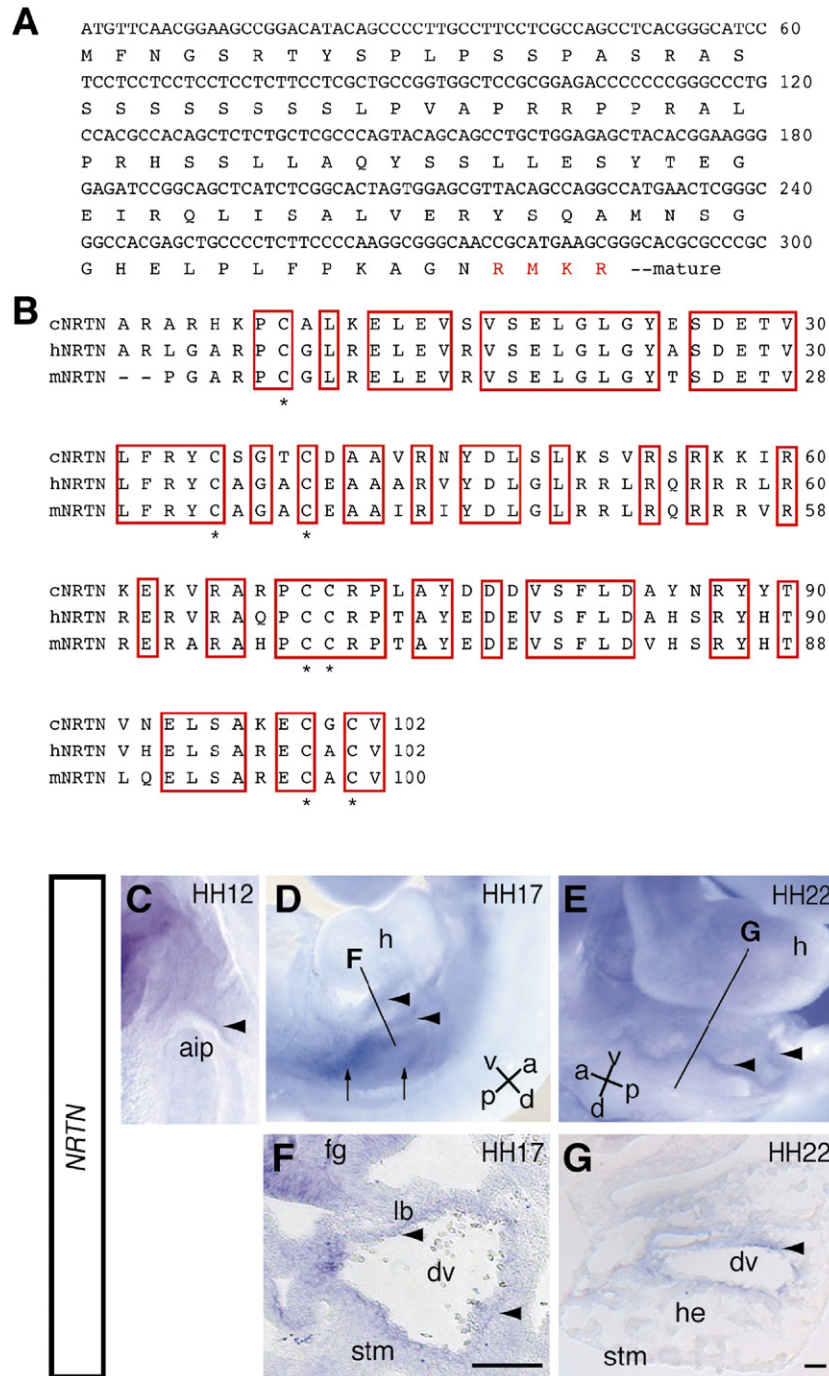 A
ATGTTCAACGGAAGCCGGACATACAGCCCCTTGCCTTCCTCGCCAGCCTCACGGGCATCC 60
M F N G S R T Y S P L P S S P A S R A S
TCCTCCTCCTCCTCCTCTTCCTCGCTGCCGGTGGCTCCGCGGAGACCCCCCCGGGCCCTG 120
S S S S S S S S L P V A P R R P P R A L
CCACGCCACAGCTCTCTGCTCGCCCAGTACAGCAGCCTGCTGGAGAGCTACACGGAAGGG 180
P R H S S L L A Q Y S S L L E S Y T E G
GAGATCCGGCAGCTCATCTCGGCACTAGTGGAGCGTTACAGCCAGGCCATGAACTCGGGC 240
E I R Q L I S A L V E R Y S Q A M N S G
GGCCACGAGCTGCCCCTCTTCCCCAAGGCGGGCAACCGCATGAAGCGGGCACGCGCCCGC 300
G H E L P L F P K A G N R M K R --mature
B
cNRTN A R A R H K P C A L K E L E V S V S E L G L G Y E S D E T V 30
hNRTN A R L G A R P C G L R E L E V R V S E L G L G Y A S D E T V 30
mNRTN - - P G A R P C G L R E L E V R V S E L G L G Y T S D E T V 28
*
cNRTN L F R Y C S G T C D A A V R N Y D L S L K S V R S R K K I R 60
hNRTN L F R Y C A G A C E A A A R V Y D L G L R R L R Q R R R L R 60
mNRTN L F R Y C A G A C E A A I R I Y D L G L R R L R Q R R R V R 58
* *
cNRTN K E K V R A R P C C R P L A Y D D D V S F L D A Y N R Y Y T 90
hNRTN R E R V R A Q P C C R P T A Y E D E V S F L D A H S R Y H T 90
mNRTN R E R A R A H P C C R P T A Y E D E V S F L D V H S R Y H T 88
* *
cNRTN V N E L S A K E C G C V 102
hNRTN V H E L S A R E C A C V 102
mNRTN L Q E L S A R E C A C V 100
* *
NRTN
C HH12
aip
D HH17
h
F
v a
p d
E HH22
G
h
a v
d p
F fg HH17
lb
dv
stm
G HH22
dv
he
stm